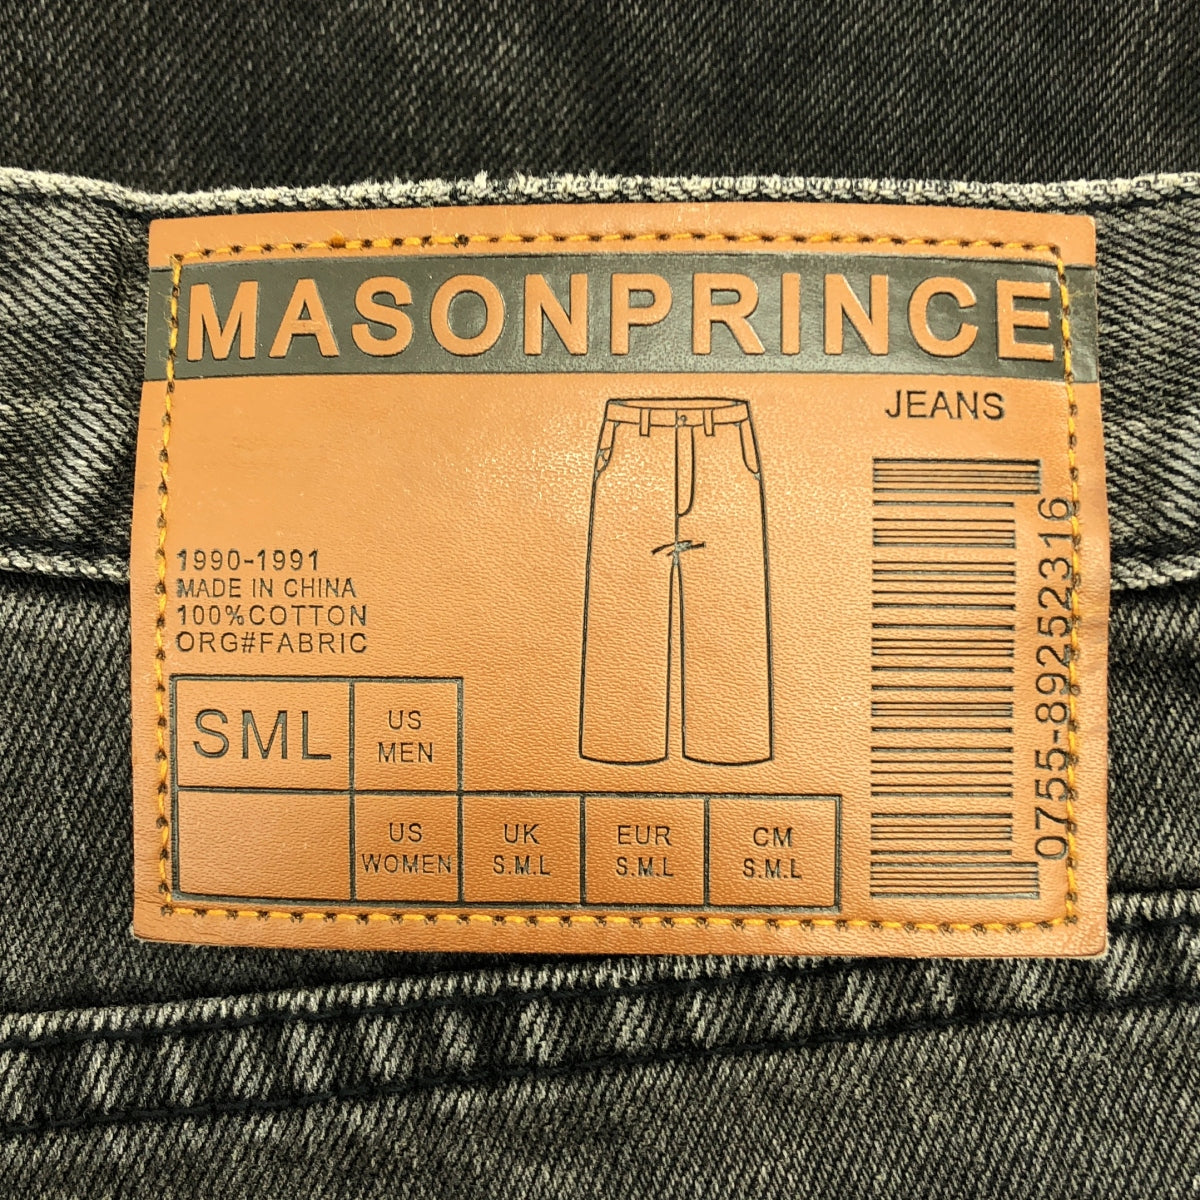 MASONPRINCE
JEANS
1990-1991
MADE IN CHINA
100%COTTON
ORG#FABRIC
SML
US
MEN
US
WOMEN
UK
S.M.L
EUR
S.M.L
CM
S.M.L
0755-89252316